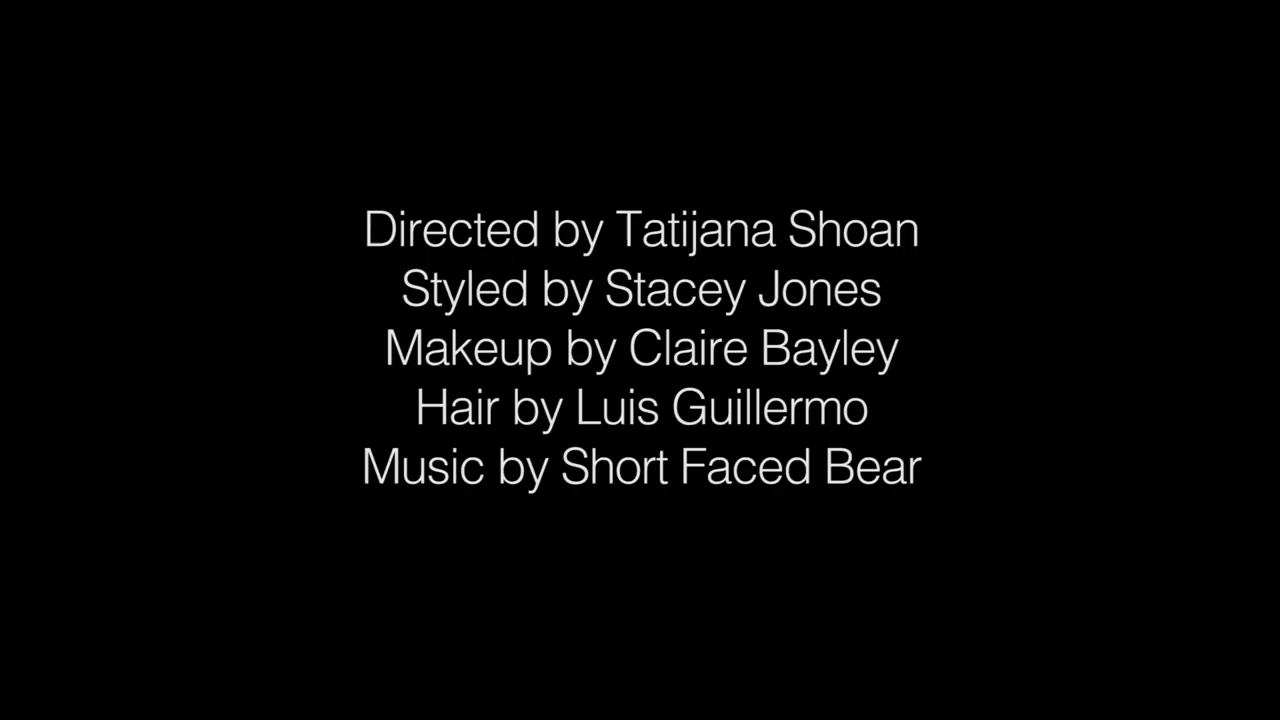 Directed by Tatijana Shoan
Styled by Stacey Jones
Makeup by Claire Bayley
Hair by Luis Guillermo
Music by Short Faced Bear